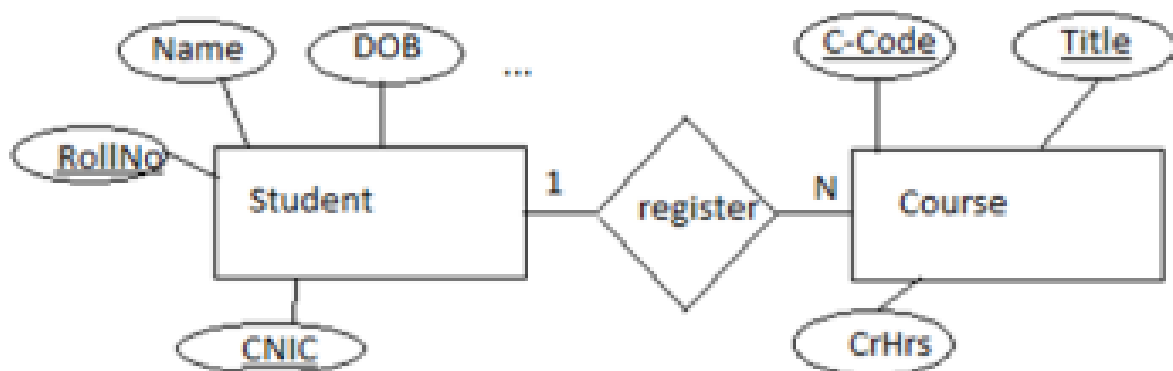 Name
DOB
...
C-Code
Title
RollNo
Student
1
register
N
Course
CNIC
CrHrs